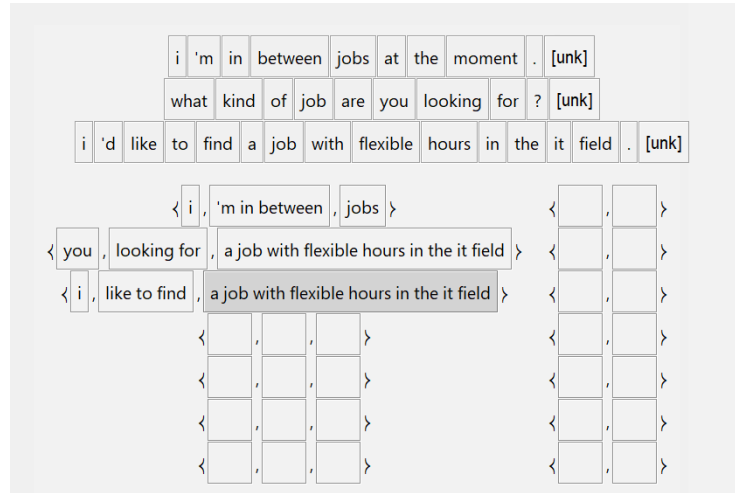 i 'm in between jobs at the moment . [unk]
what kind of job are you looking for ? [unk]
i 'd like to find a job with flexible hours in the it field . [unk]
{ i , 'm in between , jobs } { , }
{ you , looking for , a job with flexible hours in the it field } { , }
{ i , like to find , a job with flexible hours in the it field } { , }
{ , , } { , }
{ , , } { , }
{ , , } { , }
{ , , } { , }